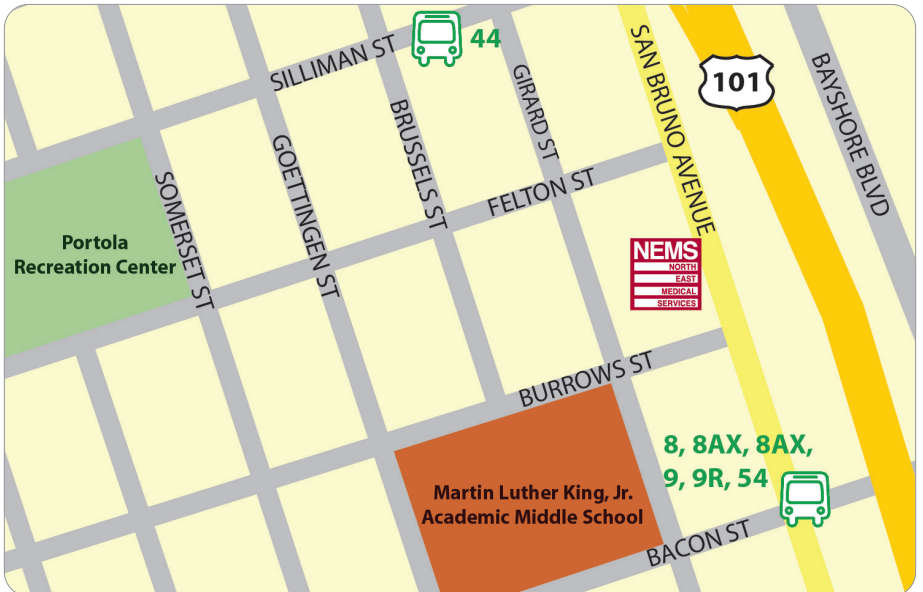 SILLIMAN ST
44
SAN BRUNO AVENUE
101
BAYSHORE BLVD
GIRARD ST
BRUSSELS ST
GOETTINGEN ST
SOMERSET ST
FELTON ST
Portola
Recreation Center
NEMS
NORTH
EAST
MEDICAL
SERVICES
BURROWS ST
8, 8AX, 8AX,
9, 9R, 54
Martin Luther King, Jr.
Academic Middle School
BACON ST